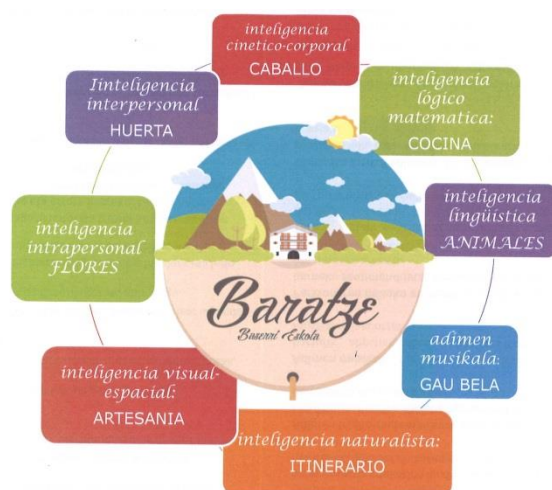 inteligencia
cinetico-corporal
CABALLO
inteligencia
lógico
matematica:
COCINA
inteligencia
lingüistica
ANIMALES
adimen
musikala:
GAU BELA
inteligencia naturalista:
ITINERARIO
inteligencia visual-
espacial:
ARTESANIA
inteligencia
intrapersonal
FLORES
Iinteligencia
interpersonal
HUERTA
Baratze
Baserri Eskola